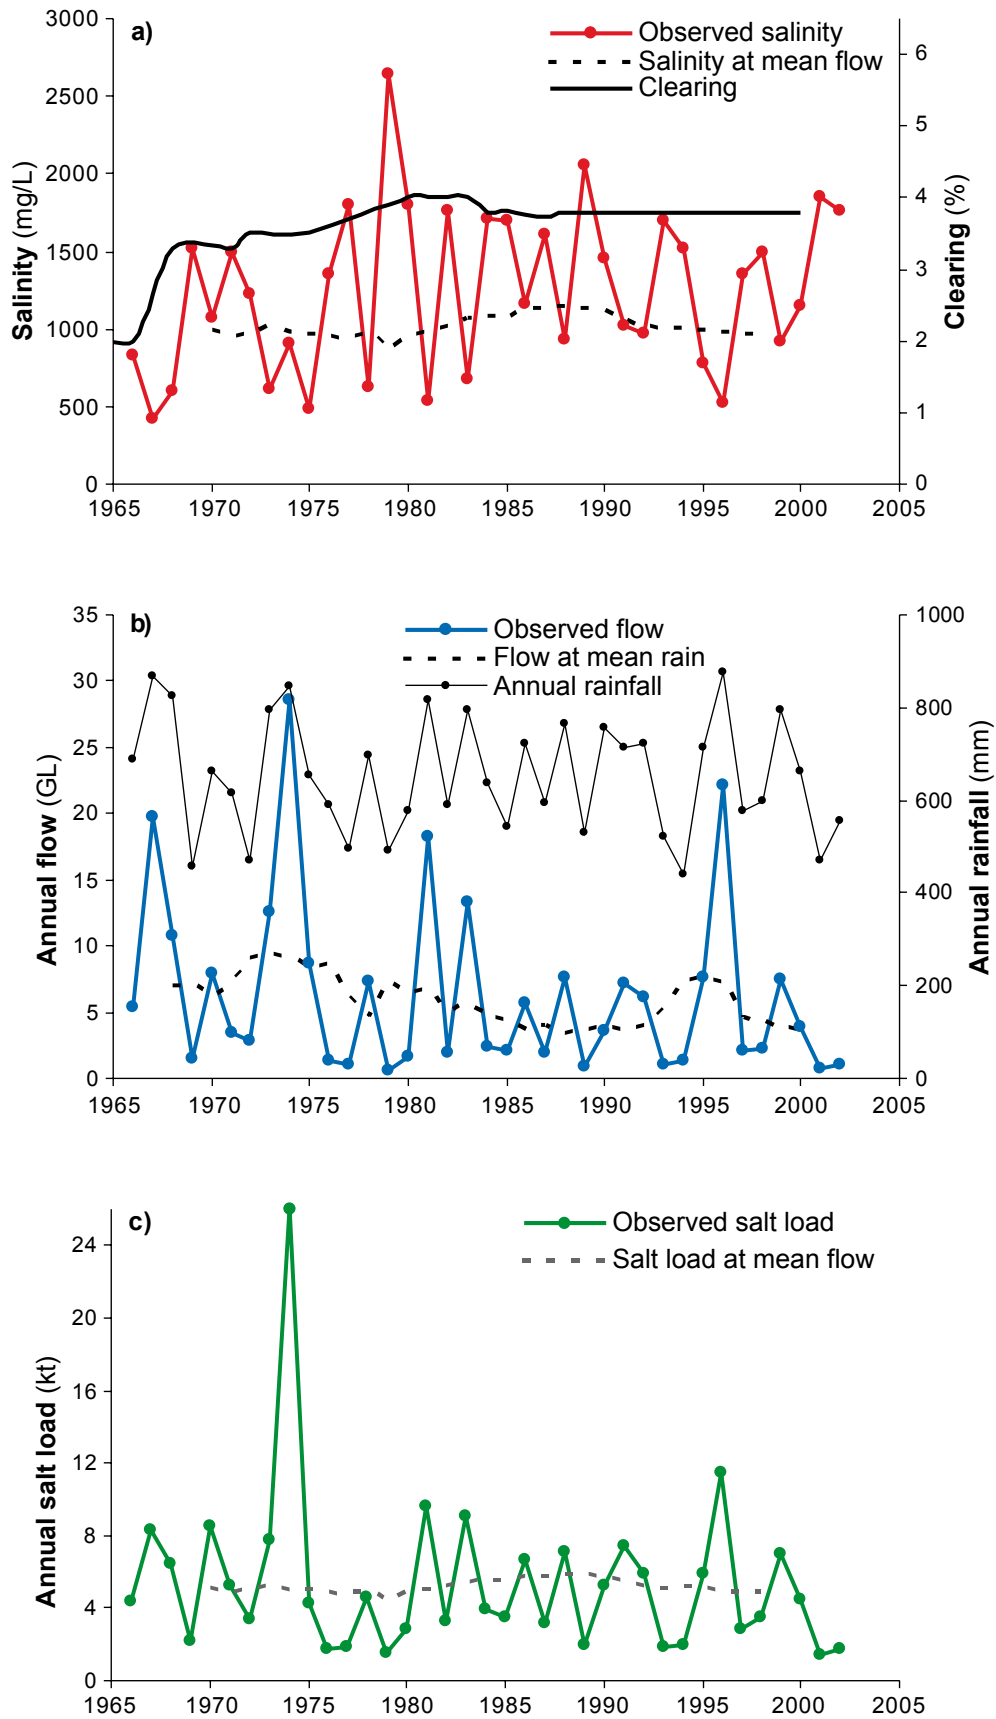 a)
Observed salinity
Salinity at mean flow
Clearing
Salinity (mg/L)
3000
2500
2000
1500
1000
500
0
Clearing (%)
6
5
4
3
2
1
0
1965 1970 1975 1980 1985 1990 1995 2000 2005
b)
Observed flow
Flow at mean rain
Annual rainfall
Annual flow (GL)
35
30
25
20
15
10
5
0
Annual rainfall (mm)
1000
800
600
400
200
0
1965 1970 1975 1980 1985 1990 1995 2000 2005
c)
Observed salt load
Salt load at mean flow
Annual salt load (kt)
24
20
16
12
8
4
0
1965 1970 1975 1980 1985 1990 1995 2000 2005